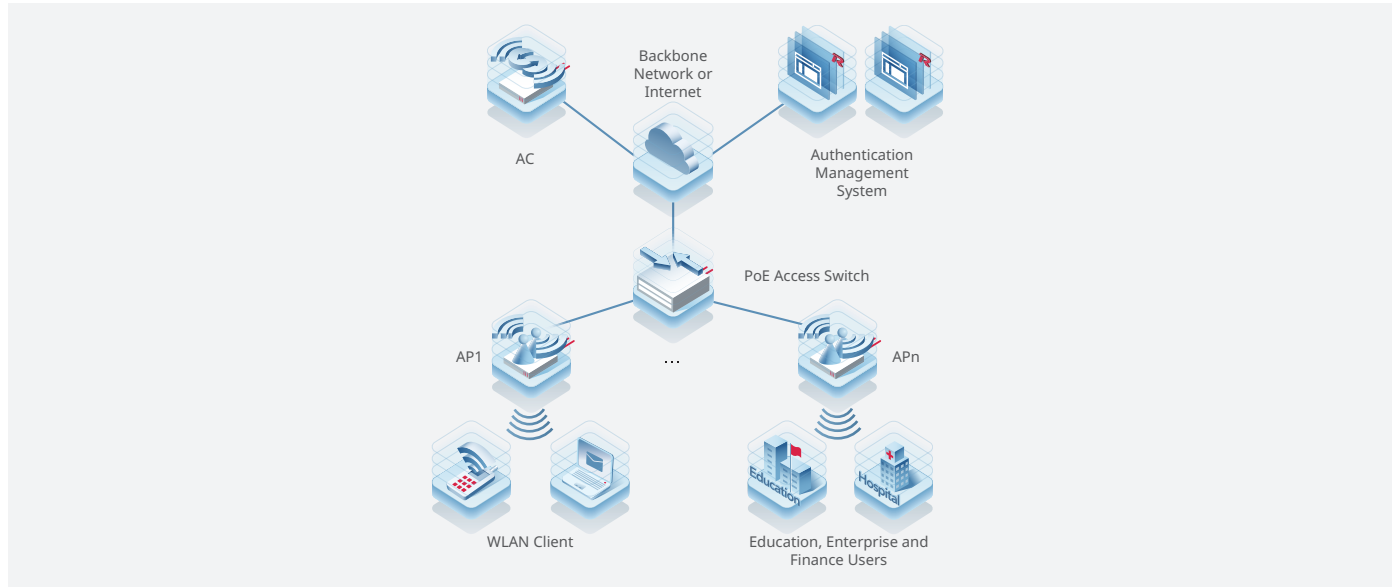 Backbone
Network or
Internet
AC
Authentication
Management
System
PoE Access Switch
AP1
...
APn
Education
Hospital
WLAN Client
Education, Enterprise and
Finance Users